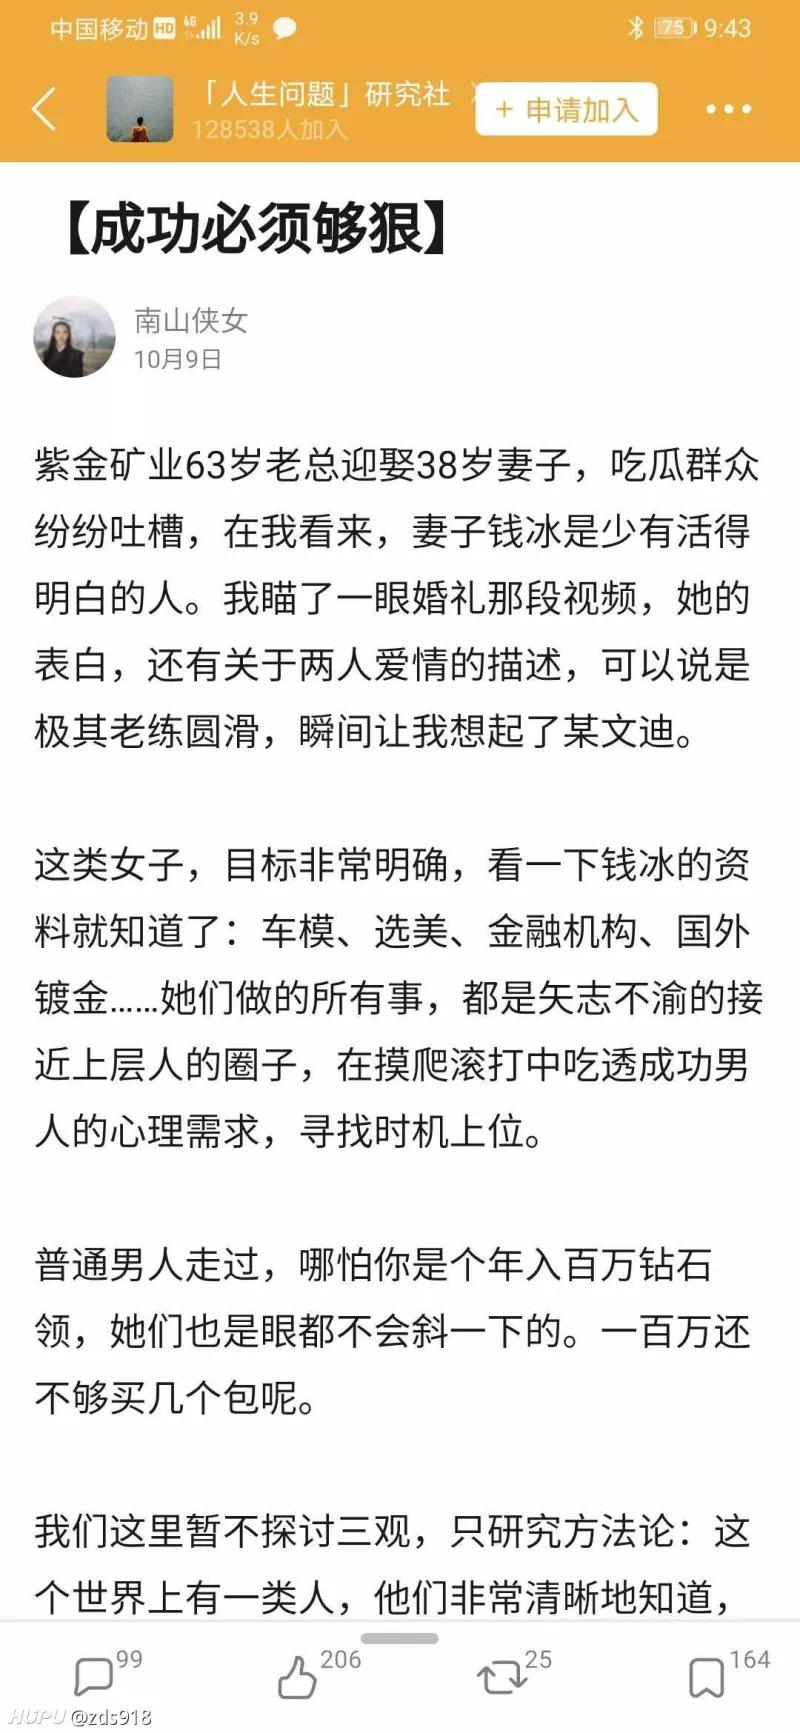 中国移动 HD 4G 3.9 K/s 75 9:43
「人生问题」研究社
128538人加入
+ 申请加入
【成功必须够狠】
南山侠女
10月9日
紫金矿业63岁老总迎娶38岁妻子，吃瓜群众
纷纷吐槽，在我看来，妻子钱冰是少有活得
明白的人。我瞄了一眼婚礼那段视频，她的
表白，还有关于两人爱情的描述，可以说是
极其老练圆滑，瞬间让我想起了某文迪。
这类女子，目标非常明确，看一下钱冰的资
料就知道了：车模、选美、金融机构、国外
镀金……她们做的所有事，都是矢志不渝的接
近上层人的圈子，在摸爬滚打中吃透成功男
人的心理需求，寻找时机上位。
普通男人走过，哪怕你是个年入百万钻石
领，她们也是眼都不会斜一下的。一百万还
不够买几个包呢。
我们这里暂不探讨三观，只研究方法论：这
个世界上有一类人，他们非常清晰地知道，
99 206 25 164
HUPU @zds918